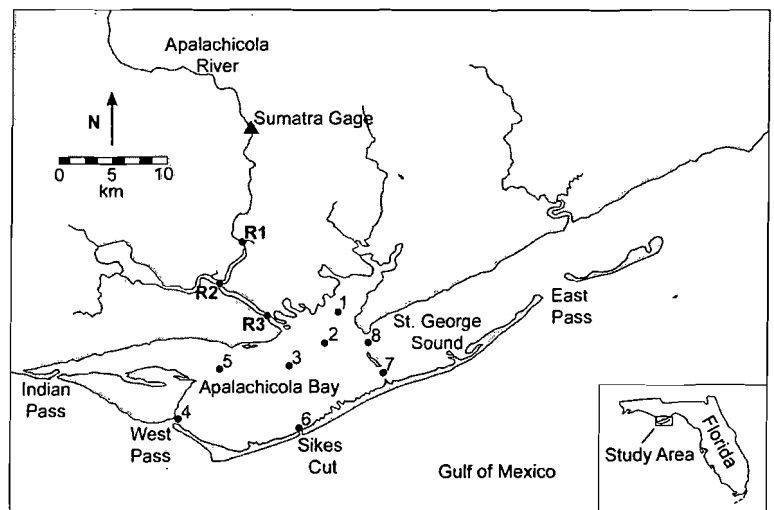 Apalachicola
River
N
Sumatra Gage
0 5 10
km
R1
R2
R3
1
2
3
4
5
6
7
8
St. George
Sound
East
Pass
Apalachicola Bay
Indian
Pass
West
Pass
Sikes
Cut
Gulf of Mexico
Florida
Study Area